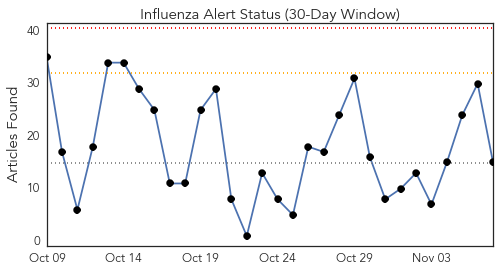 Influenza Alert Status (30-Day Window)
Articles Found
40
30
20
10
0
Oct 09 Oct 14 Oct 19 Oct 24 Oct 29 Nov 03